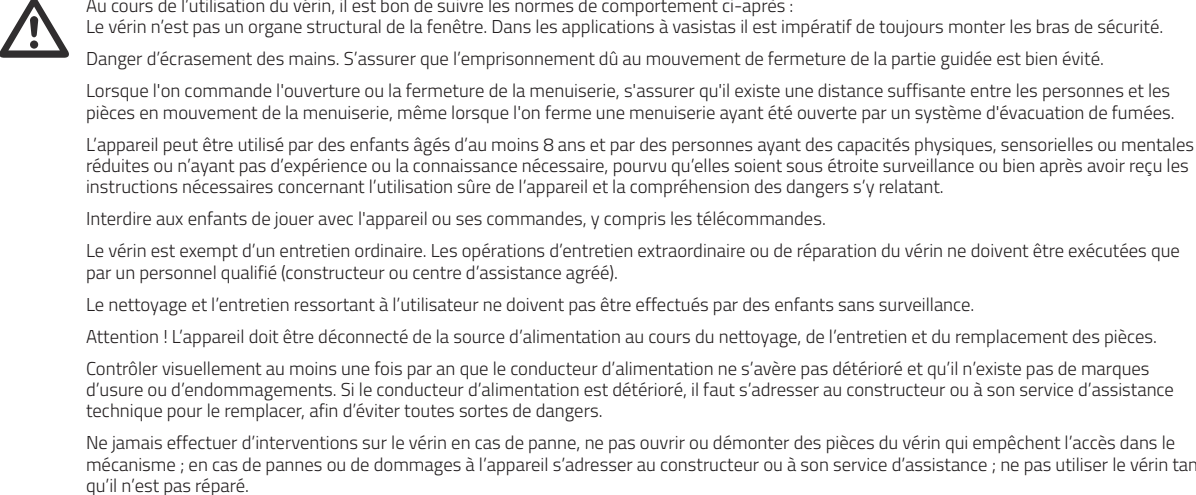 Au cours de l'utilisation du vérin, il est bon de suivre les normes de comportement ci-après :
Le vérin n'est pas un organe structural de la fenêtre. Dans les applications à vasistas il est impératif de toujours monter les bras de sécurité.
Danger d'écrasement des mains. S'assurer que l'emprisonnement dû au mouvement de fermeture de la partie guidée est bien évité.
Lorsque l'on commande l'ouverture ou la fermeture de la menuiserie, s'assurer qu'il existe une distance suffisante entre les personnes et les
pièces en mouvement de la menuiserie, même lorsque l'on ferme une menuiserie ayant été ouverte par un système d'évacuation de fumées.
L'appareil peut être utilisé par des enfants âgés d'au moins 8 ans et par des personnes ayant des capacités physiques, sensorielles ou mentales
réduites ou n'ayant pas d'expérience ou la connaissance nécessaire, pourvu qu'elles soient sous étroite surveillance ou bien après avoir reçu les
instructions nécessaires concernant l'utilisation sûre de l'appareil et la compréhension des dangers s'y relatant.
Interdire aux enfants de jouer avec l'appareil ou ses commandes, y compris les télécommandes.
Le vérin est exempt d'un entretien ordinaire. Les opérations d'entretien extraordinaire ou de réparation du vérin ne doivent être exécutées que
par un personnel qualifié (constructeur ou centre d'assistance agréé).
Le nettoyage et l'entretien ressortant à l'utilisateur ne doivent pas être effectués par des enfants sans surveillance.
Attention ! L'appareil doit être déconnecté de la source d'alimentation au cours du nettoyage, de l'entretien et du remplacement des pièces.
Contrôler visuellement au moins une fois par an que le conducteur d'alimentation ne s'avère pas détérioré et qu'il n'existe pas de marques
d'usure ou d'endommagements. Si le conducteur d'alimentation est détérioré, il faut s'adresser au constructeur ou à son service d'assistance
technique pour le remplacer, afin d'éviter toutes sortes de dangers.
Ne jamais effectuer d'interventions sur le vérin en cas de panne, ne pas ouvrir ou démonter des pièces du vérin qui empêchent l'accès dans le
mécanisme ; en cas de pannes ou de dommages à l'appareil s'adresser au constructeur ou à son service d'assistance ; ne pas utiliser le vérin tan
qu'il n'est pas réparé.